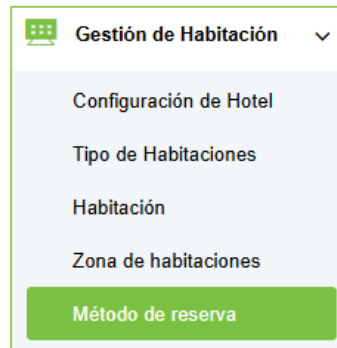 Gestión de Habitación
Configuración de Hotel
Tipo de Habitaciones
Habitación
Zona de habitaciones
Método de reserva